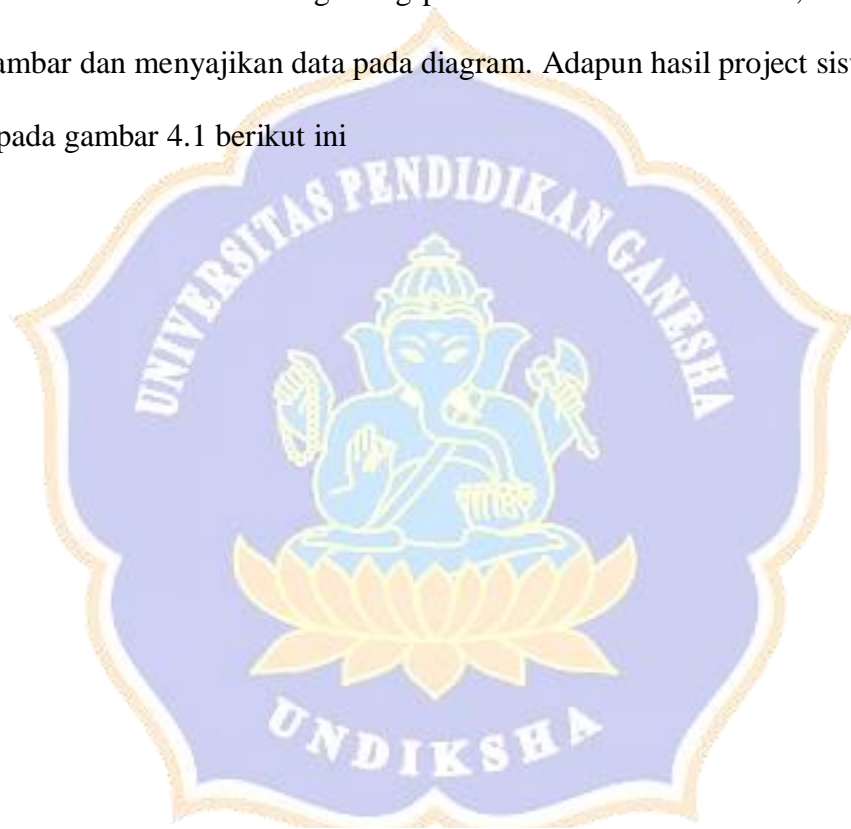 ambar dan menyajikan data pada diagram. Adapun hasil project sis
pada gambar 4.1 berikut ini
UNIVERSITAS PENDIDIKAN GANESHA
UNDIKSHA